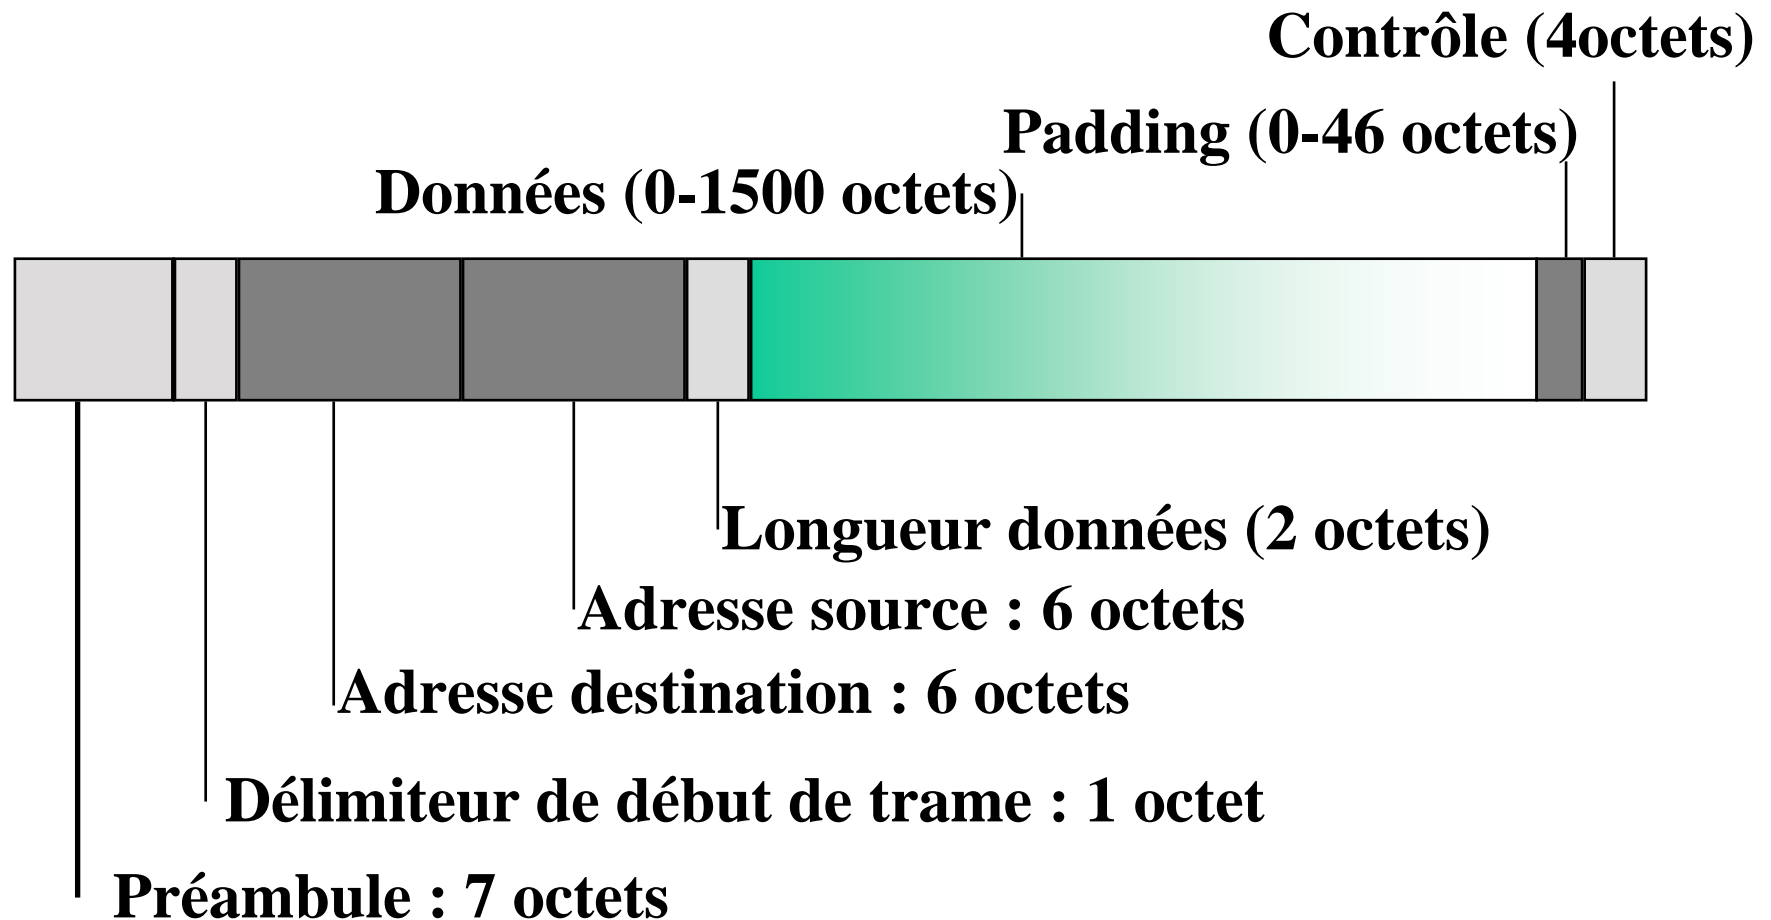 Contrôle (4octets)
Padding (0-46 octets)
Données (0-1500 octets)
Longueur données (2 octets)
Adresse source : 6 octets
Adresse destination : 6 octets
Délimiteur de début de trame : 1 octet
Préambule : 7 octets